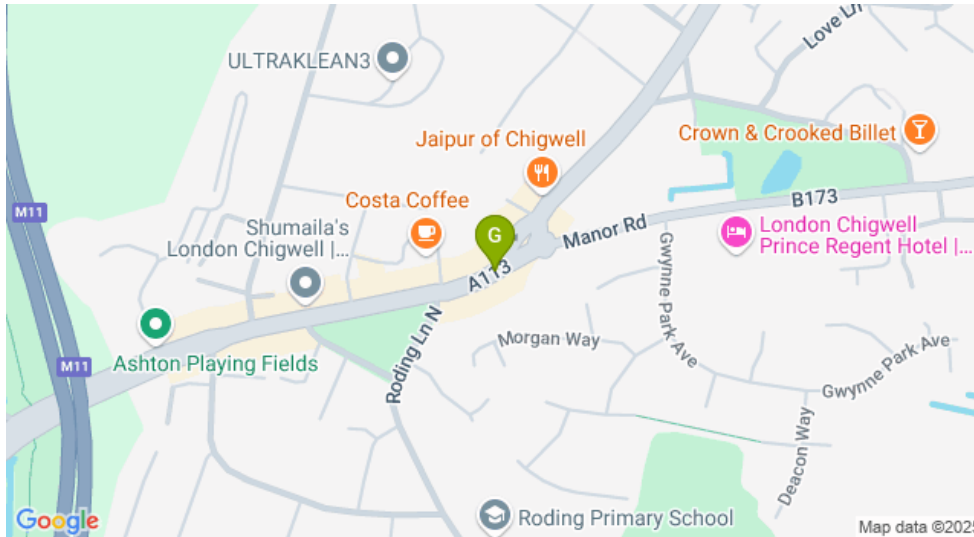 Love Ln
ULTRAKLEAN3
Jaipur of Chigwell
Crown & Crooked Billet
M11
Costa Coffee
B173
Shumaila's
London Chigwell |...
G
Manor Rd
London Chigwell
Prince Regent Hotel |...
A113
Gwynne Park Ave
Roding Ln N
Morgan Way
Ashton Playing Fields
M11
Gwynne Park Ave
Deacon Way
Roding Primary School
Google
Map data ©2025